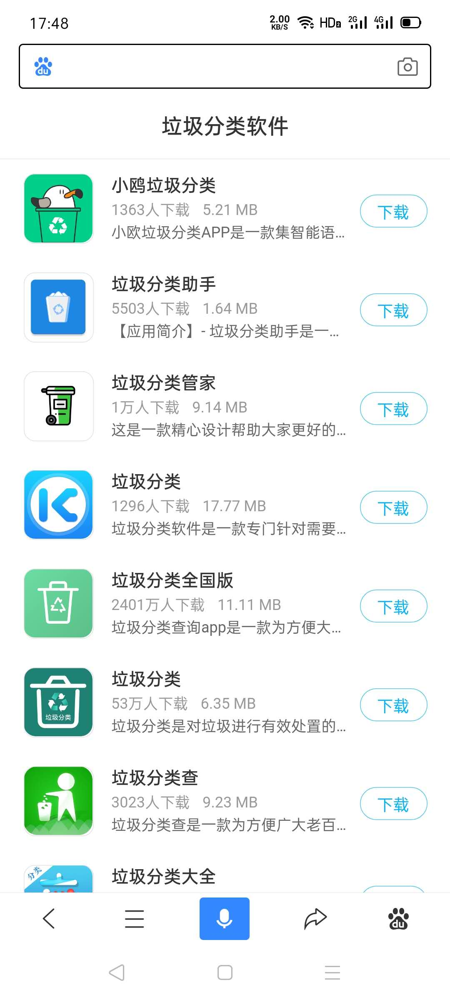 17:48
2.00 KB/S HD2 2G 4G
du
垃圾分类软件
小鸥垃圾分类
1363人下载 5.21 MB
下载
小欧垃圾分类APP是一款集智能语...
垃圾分类助手
5503人下载 1.64 MB
下载
【应用简介】- 垃圾分类助手是一...
垃圾分类管家
1万人下载 9.14 MB
下载
这是一款精心设计帮助大家更好的...
垃圾分类
1296人下载 17.77 MB
下载
垃圾分类软件是一款专门针对需要...
垃圾分类全国版
2401万人下载 11.11 MB
下载
垃圾分类查询app是一款为方便大...
垃圾分类
垃圾分类
53万人下载 6.35 MB
下载
垃圾分类是对垃圾进行有效处置的...
垃圾分类查
3023人下载 9.23 MB
下载
垃圾分类查是一款为方便广大老百...
分类
垃圾分类大全
du